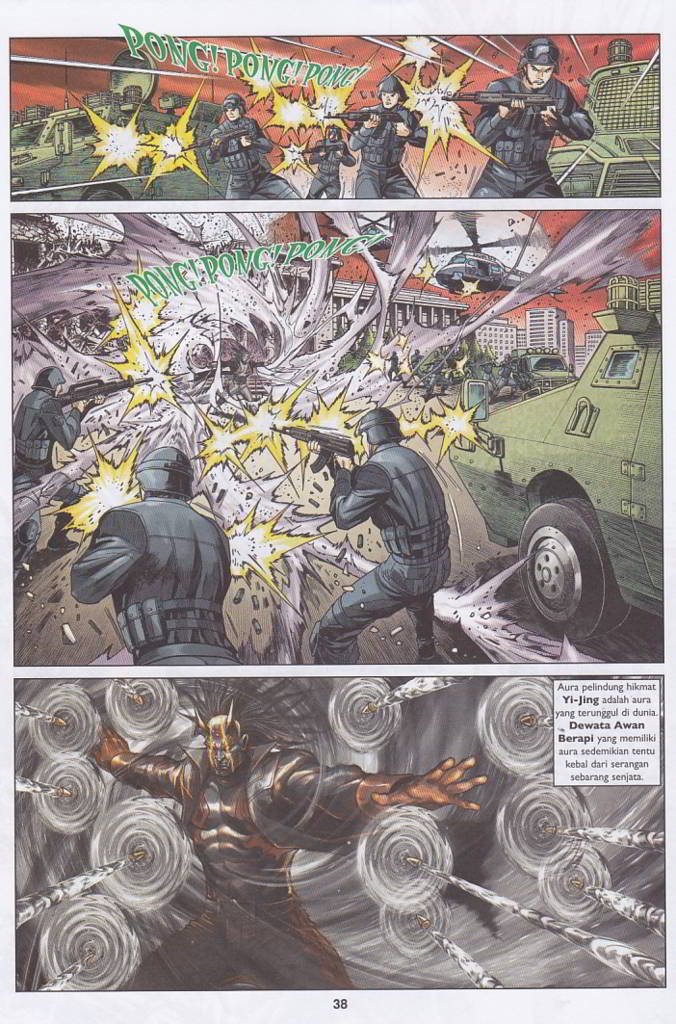 PONG! PONG! PONG!
PONG! PONG! PONG!
Aura pelindung hikmat
Yi-Jing adalah aura
yang terunggul di dunia.
Dewata Awan
Berapi yang memiliki
aura sedemikian tentu
kebal dari serangan
sebarang senjata.
38